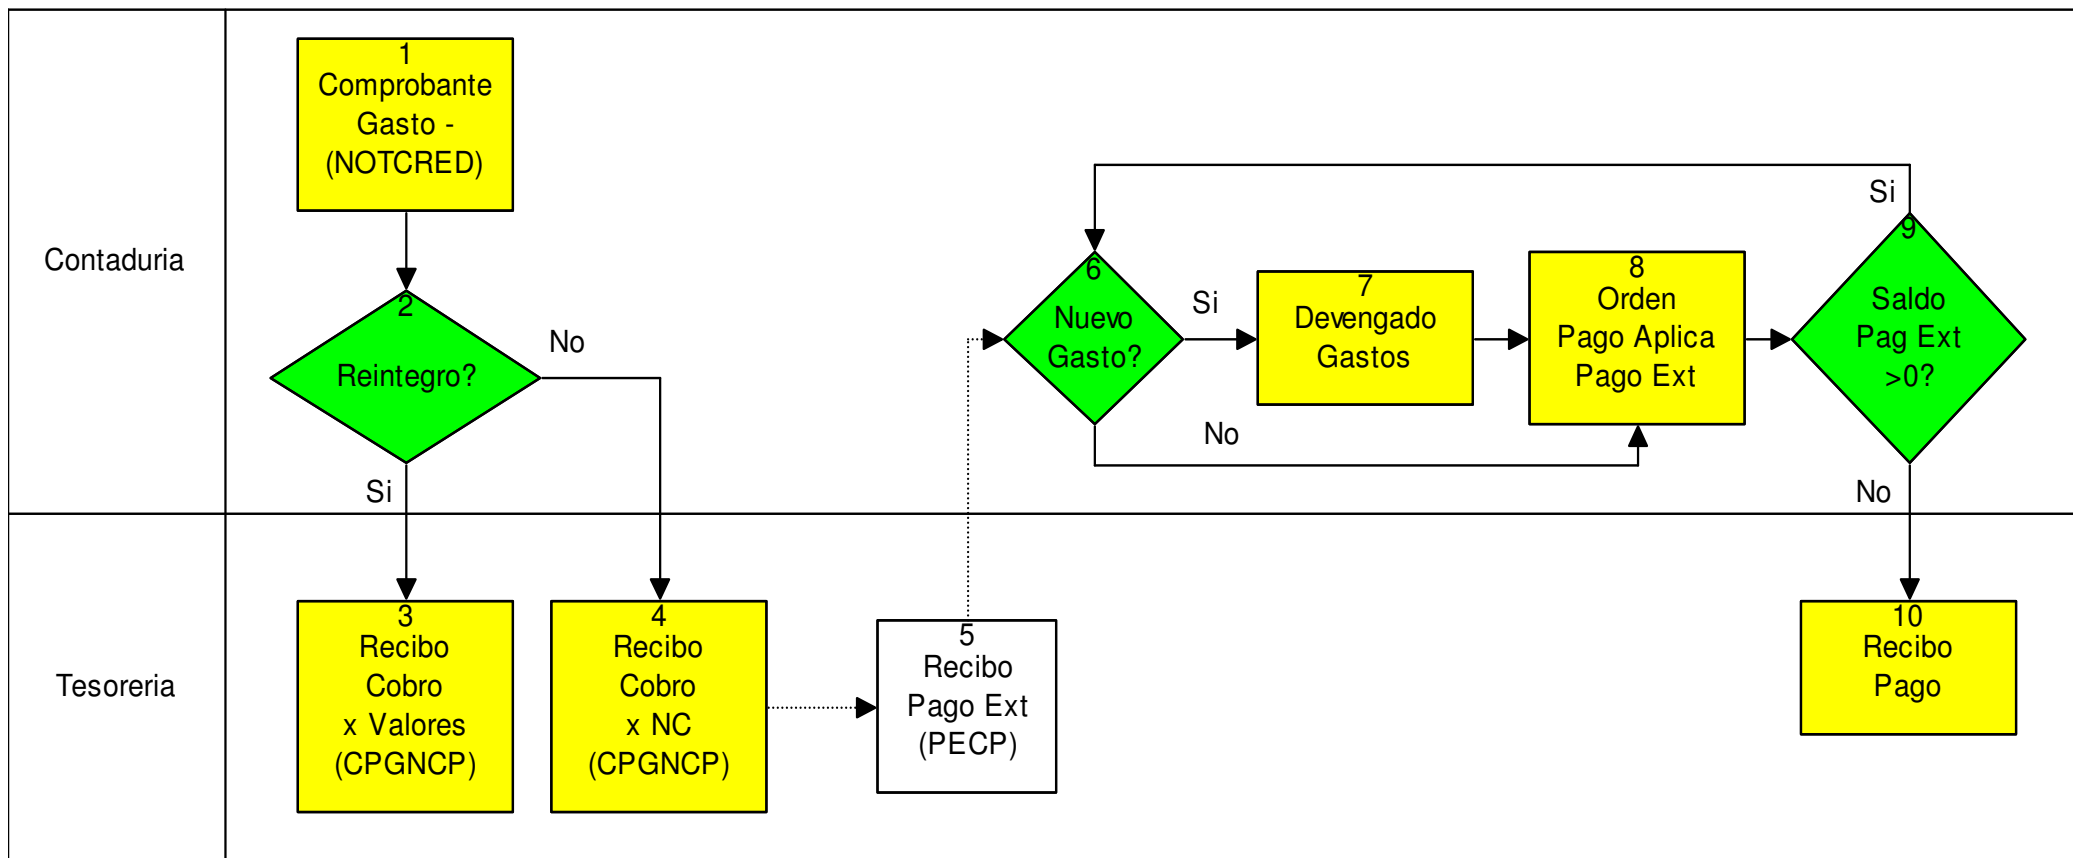 Contaduria
1
Comprobante
Gasto -
(NOTCRED)
2
Reintegro?
No
Si
6
Nuevo
Gasto?
Si
No
7
Devengado
Gastos
8
Orden
Pago Aplica
Pago Ext
9
Saldo
Pag Ext
>0?
Si
No
Tesoreria
3
Recibo
Cobro
x Valores
(CPGNCP)
4
Recibo
Cobro
x NC
(CPGNCP)
5
Recibo
Pago Ext
(PECP)
10
Recibo
Pago